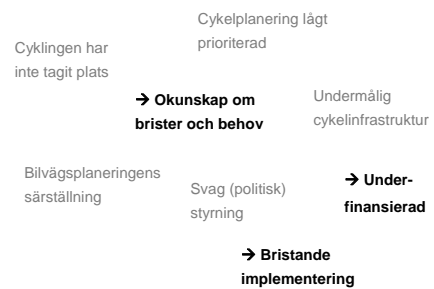 Cykelplanering lågt
prioriterad
Cyklingen har
inte tagit plats
→ Okunskap om
brister och behov
Undermålig
cykelinfrastruktur
Bilvägsplaneringens
särställning
Svag (politisk)
styrning
→ Under-
finansierad
→ Bristande
implementering